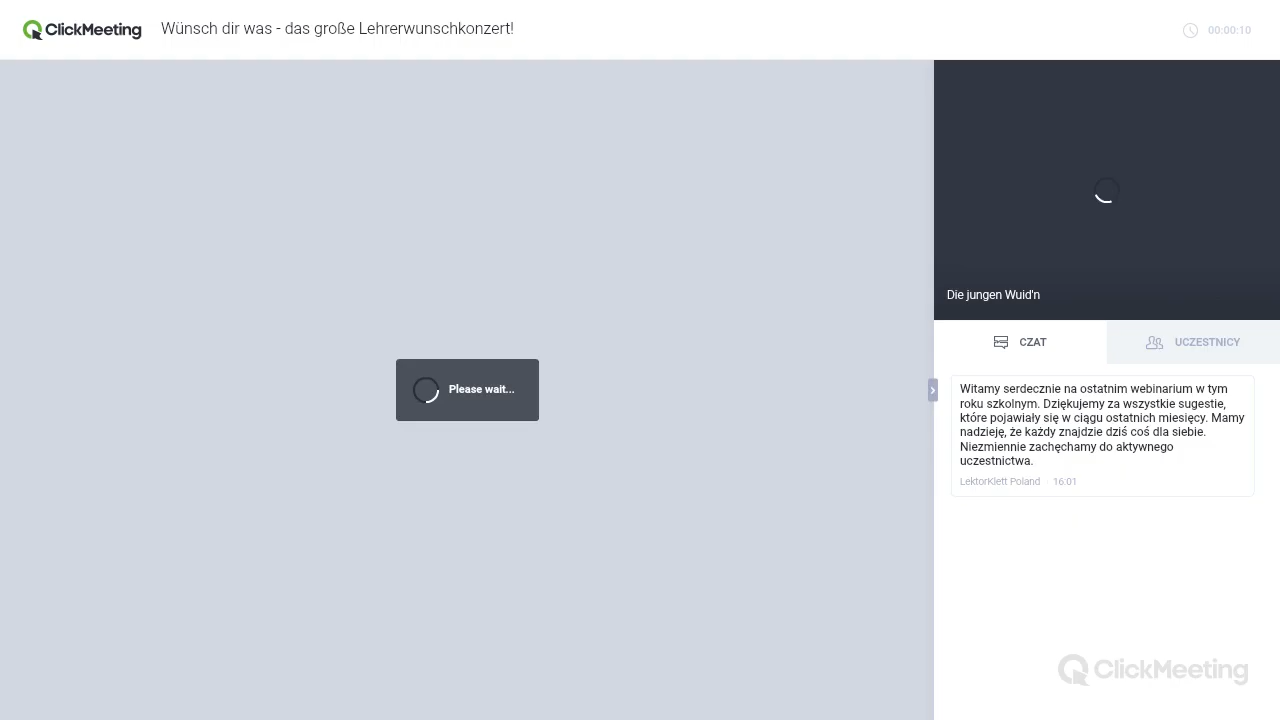 ClickMeeting
Wünsch dir was - das große Lehrerwunschkonzert!
00:00:10
Please wait...
Die jungen Wuid'n
CZAT
UCZESTNICY
Witamy serdecznie na ostatnim webinarium w tym
roku szkolnym. Dziękujemy za wszystkie sugestie,
które pojawiały się w ciągu ostatnich miesięcy. Mamy
nadzieję, że każdy znajdzie dziś coś dla siebie.
Niezmiennie zachęchamy do aktywnego
uczestnictwa.
LektorKlett Poland · 16:01
ClickMeeting